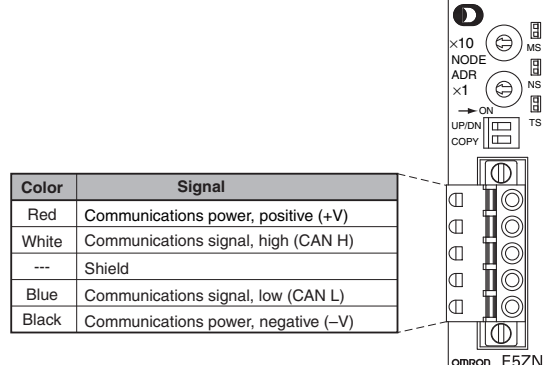 ×10
MS
NODE
ADR
NS
×1
ON
TS
UP/DN
COPY
Color Signal
Red Communications power, positive (+V)
White Communications signal, high (CAN H)
--- Shield
Blue Communications signal, low (CAN L)
Black Communications power, negative (–V)
OMRON E5ZN